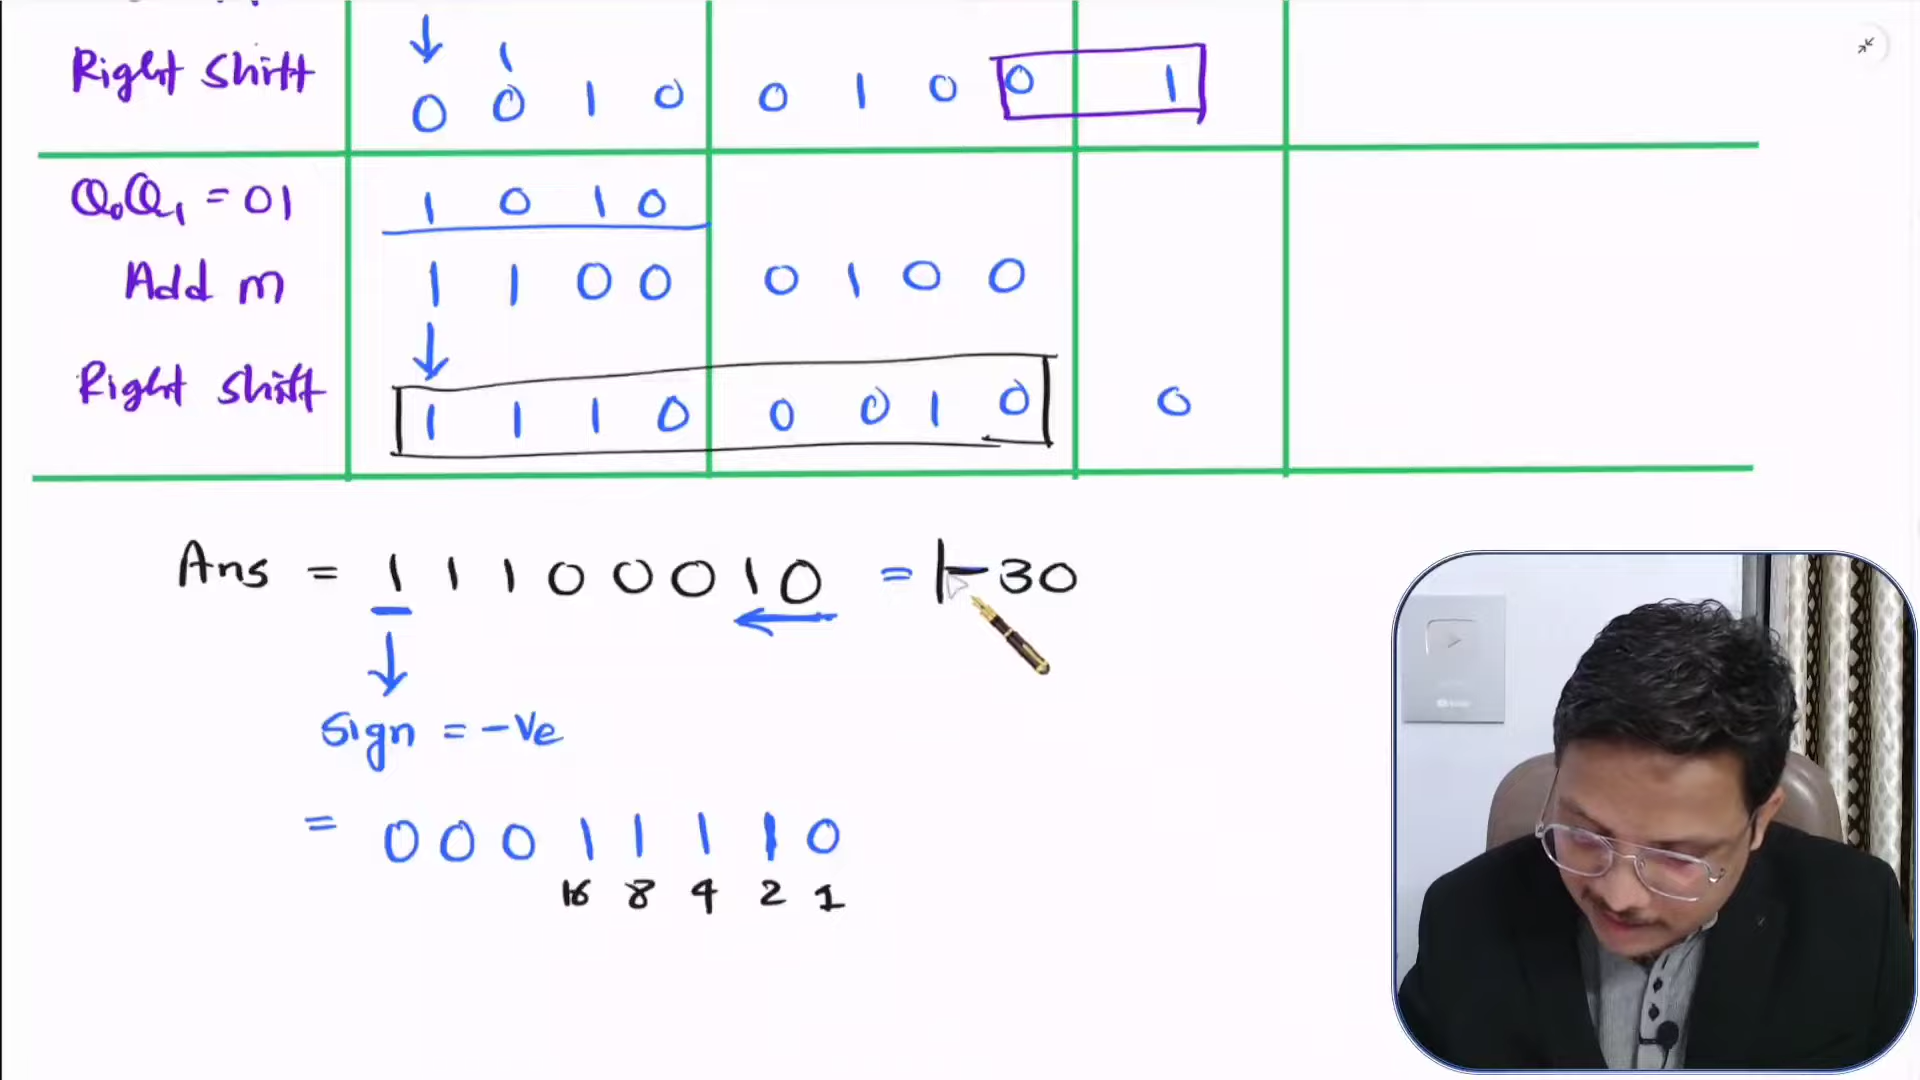 Right Shift
1
0 0 1 0 0 1 0 0 1
Q₀Q₁ = 01
1 0 1 0
Add m
1 1 0 0 0 1 0 0
Right Shift
1 1 1 0 0 0 1 0 0
Ans = 1 1 1 0 0 0 1 0 = -30
Sign = -Ve
= 0 0 0 1 1 1 1 0
16 8 4 2 1